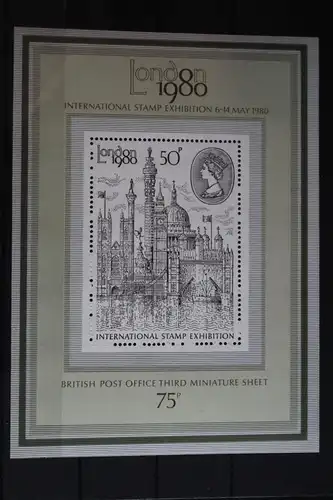 London
1980
INTERNATIONAL STAMP EXHIBITION 6-14 MAY 1980
London
1980
50P
INTERNATIONAL STAMP EXHIBITION
BRITISH POST OFFICE THIRD MINIATURE SHEET
75P